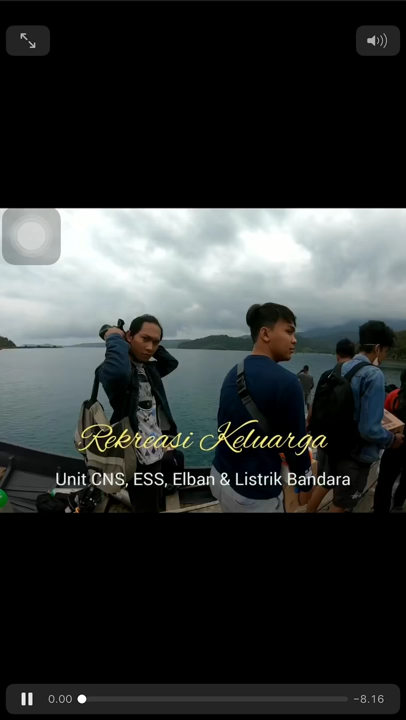 Rekreasi Keluarga
Unit CNS, ESS, Elban & Listrik Bandara
0.00
-8.16